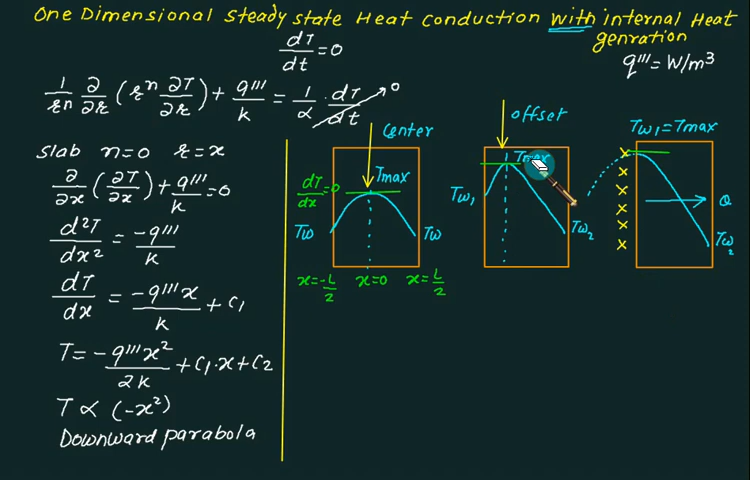 One Dimensional Steady state Heat conduction with internal Heat
genration
dT/dt = 0
q''' = W/m³
1/rⁿ ∂/∂r (rⁿ ∂T/∂r) + q'''/k = 1/α · dT/dt → 0
Slab n=0 r=x
∂/∂x (∂T/∂x) + q'''/k = 0
d²T/dx² = -q'''/k
dT/dx = -q'''x/k + C1
T = -q'''x²/2k + C1.x + C2
T ∝ (-x²)
Downward parabola
center
Tmax
dT/dx = 0
Tw
Tw
x = -L/2
x=0
x = L/2
offset
Tmax
Tw1
Tw2
Tw1 = Tmax
x
x
x
x
x
x
Q
Tw2